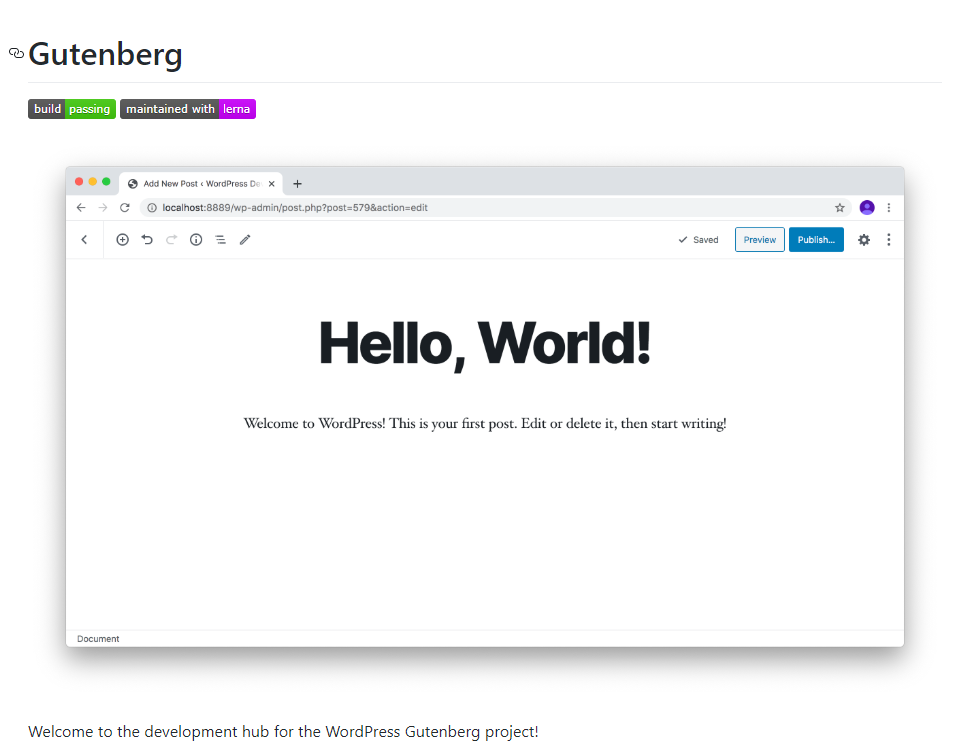 Gutenberg
build passing maintained with lerna
Add New Post ‹ WordPress De
localhost:8889/wp-admin/post.php?post=579&action=edit
Saved Preview Publish...
Hello, World!
Welcome to WordPress! This is your first post. Edit or delete it, then start writing!
Document
Welcome to the development hub for the WordPress Gutenberg project!